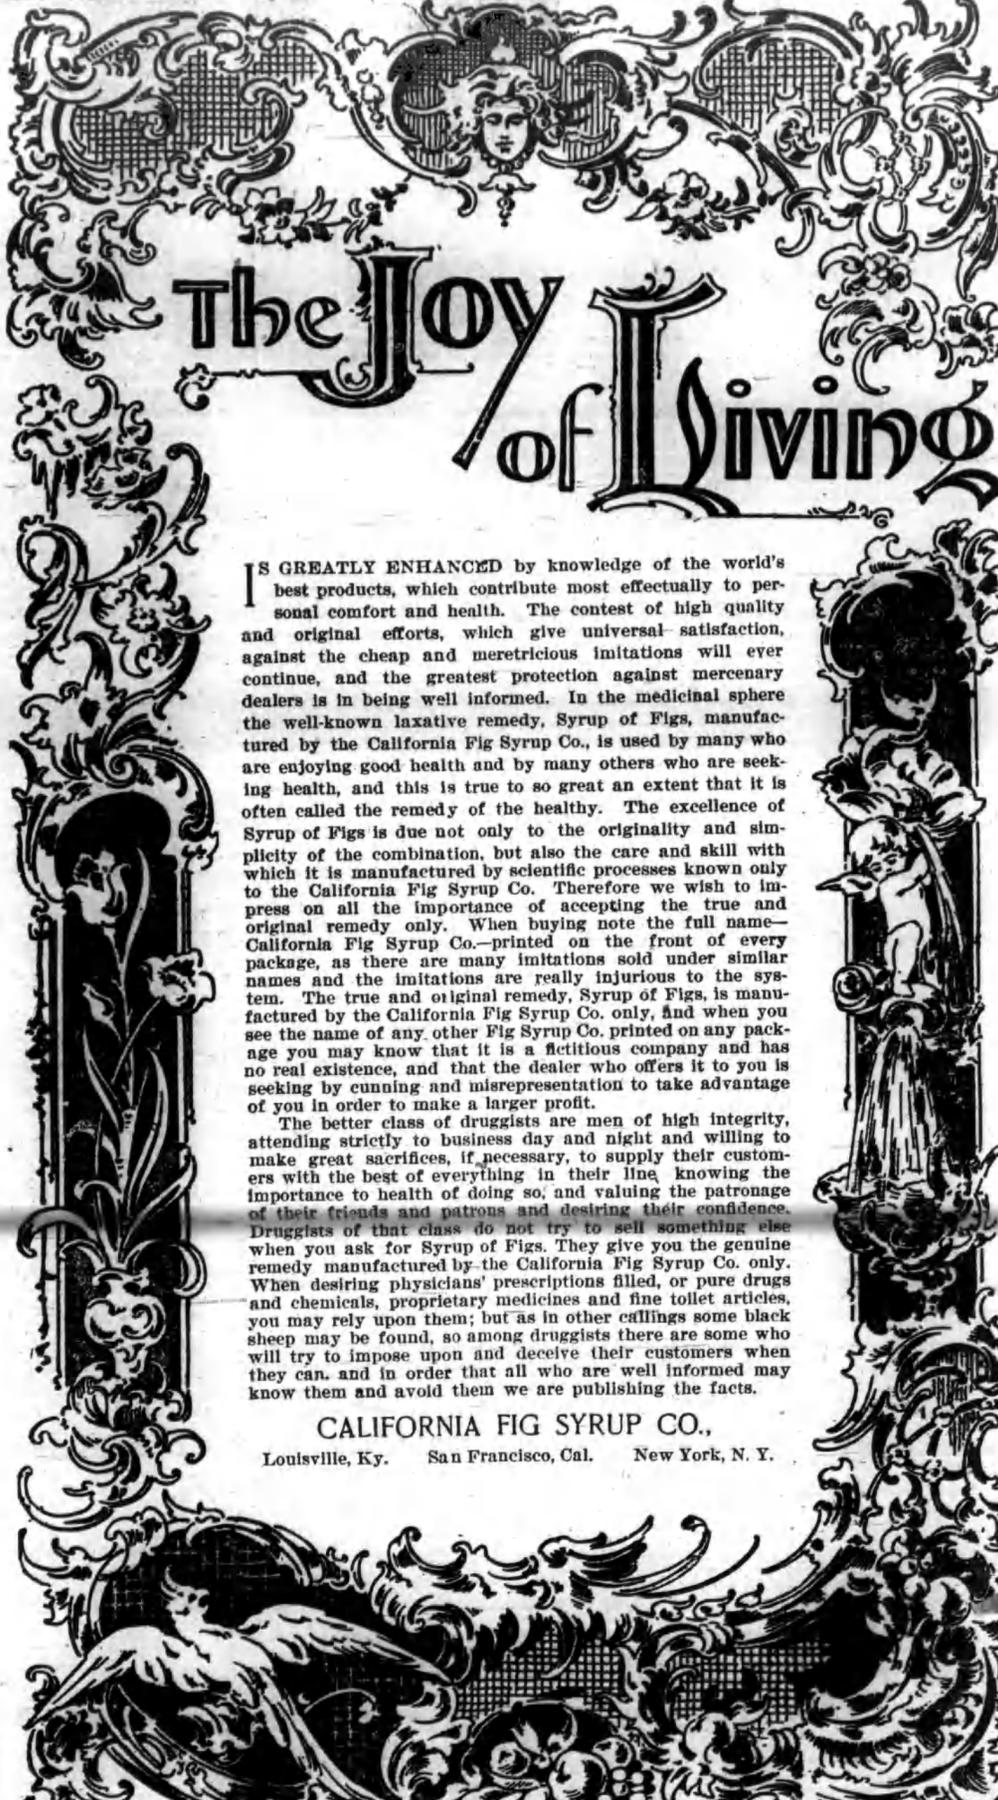 The Joy
of Living
IS GREATLY ENHANCED by knowledge of the world's
best products, which contribute most effectually to per-
sonal comfort and health. The contest of high quality
and original efforts, which give universal satisfaction,
against the cheap and meretricious imitations will ever
continue, and the greatest protection against mercenary
dealers is in being well informed. In the medicinal sphere
the well-known laxative remedy, Syrup of Figs, manufac-
tured by the California Fig Syrup Co., is used by many who
are enjoying good health and by many others who are seek-
ing health, and this is true to so great an extent that it is
often called the remedy of the healthy. The excellence of
Syrup of Figs is due not only to the originality and sim-
plicity of the combination, but also the care and skill with
which it is manufactured by scientific processes known only
to the California Fig Syrup Co. Therefore we wish to im-
press on all the importance of accepting the true and
original remedy only. When buying note the full name—
California Fig Syrup Co.—printed on the front of every
package, as there are many imitations sold under similar
names and the imitations are really injurious to the sys-
tem. The true and original remedy, Syrup of Figs, is manu-
factured by the California Fig Syrup Co. only, and when you
see the name of any other Fig Syrup Co. printed on any pack-
age you may know that it is a fictitious company and has
no real existence, and that the dealer who offers it to you is
seeking by cunning and misrepresentation to take advantage
of you in order to make a larger profit.
The better class of druggists are men of high integrity,
attending strictly to business day and night and willing to
make great sacrifices, if necessary, to supply their custom-
ers with the best of everything in their line, knowing the
importance to health of doing so, and valuing the patronage
of their friends and patrons and desiring their confidence.
Druggists of that class do not try to sell something else
when you ask for Syrup of Figs. They give you the genuine
remedy manufactured by the California Fig Syrup Co. only.
When desiring physicians' prescriptions filled, or pure drugs
and chemicals, proprietary medicines and fine toilet articles,
you may rely upon them; but as in other callings some black
sheep may be found, so among druggists there are some who
will try to impose upon and deceive their customers when
they can. and in order that all who are well informed may
know them and avoid them we are publishing the facts.
CALIFORNIA FIG SYRUP CO.,
Louisville, Ky. San Francisco, Cal. New York, N. Y.